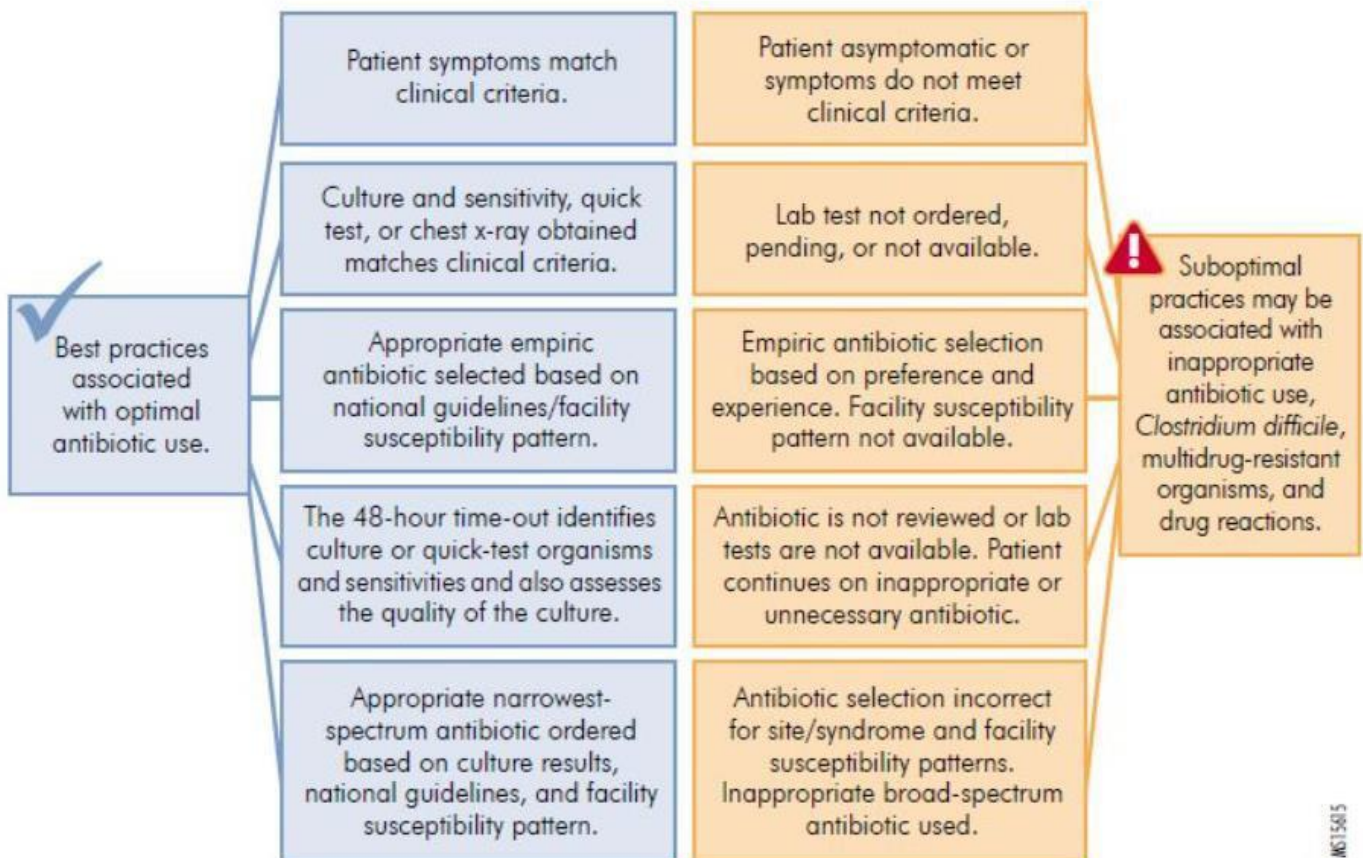 Best practices
associated
with optimal
antibiotic use.
Patient symptoms match
clinical criteria.
Culture and sensitivity, quick
test, or chest x-ray obtained
matches clinical criteria.
Appropriate empiric
antibiotic selected based on
national guidelines/facility
susceptibility pattern.
The 48-hour time-out identifies
culture or quick-test organisms
and sensitivities and also assesses
the quality of the culture.
Appropriate narrowest-
spectrum antibiotic ordered
based on culture results,
national guidelines, and facility
susceptibility pattern.
Patient asymptomatic or
symptoms do not meet
clinical criteria.
Lab test not ordered,
pending, or not available.
Empiric antibiotic selection
based on preference and
experience. Facility susceptibility
pattern not available.
Antibiotic is not reviewed or lab
tests are not available. Patient
continues on inappropriate or
unnecessary antibiotic.
Antibiotic selection incorrect
for site/syndrome and facility
susceptibility patterns.
Inappropriate broad-spectrum
antibiotic used.
!
Suboptimal
practices may be
associated with
inappropriate
antibiotic use,
Clostridium difficile,
multidrug-resistant
organisms, and
drug reactions.
MS15615